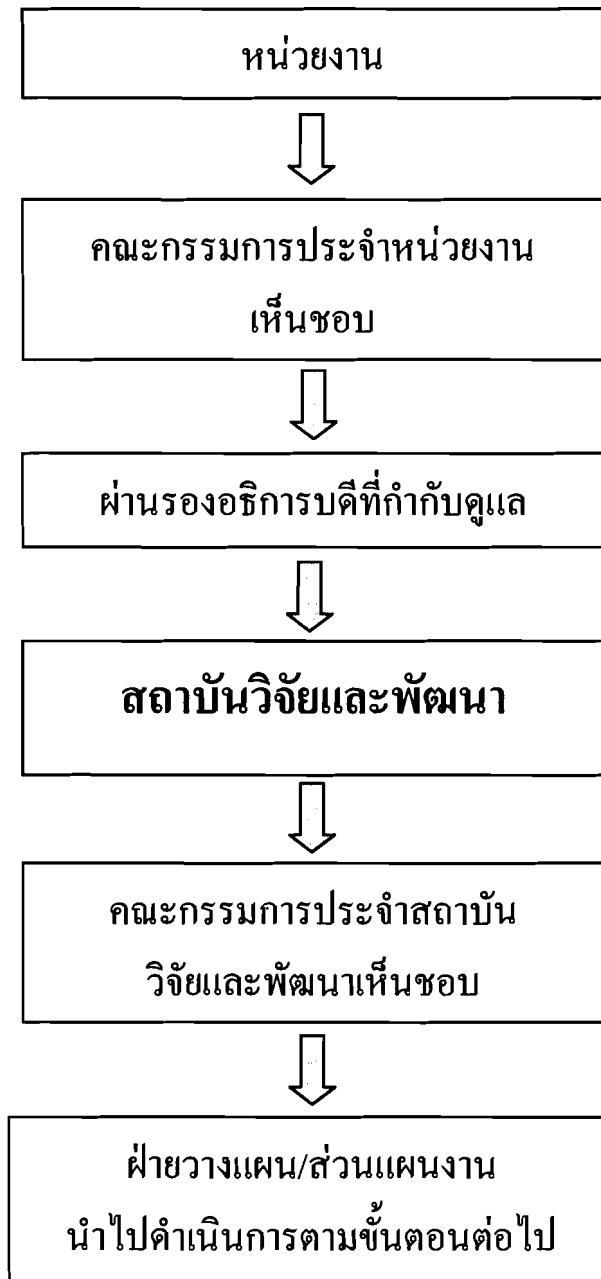 หน่วยงาน
คณะกรรมการประจำหน่วยงาน
เห็นชอบ
ผ่านรองอธิการบดีที่กำกับดูแล
สถาบันวิจัยและพัฒนา
คณะกรรมการประจำสถาบัน
วิจัยและพัฒนาเห็นชอบ
ฝ่ายวางแผน/ส่วนแผนงาน
นำไปดำเนินการตามขั้นตอนต่อไป